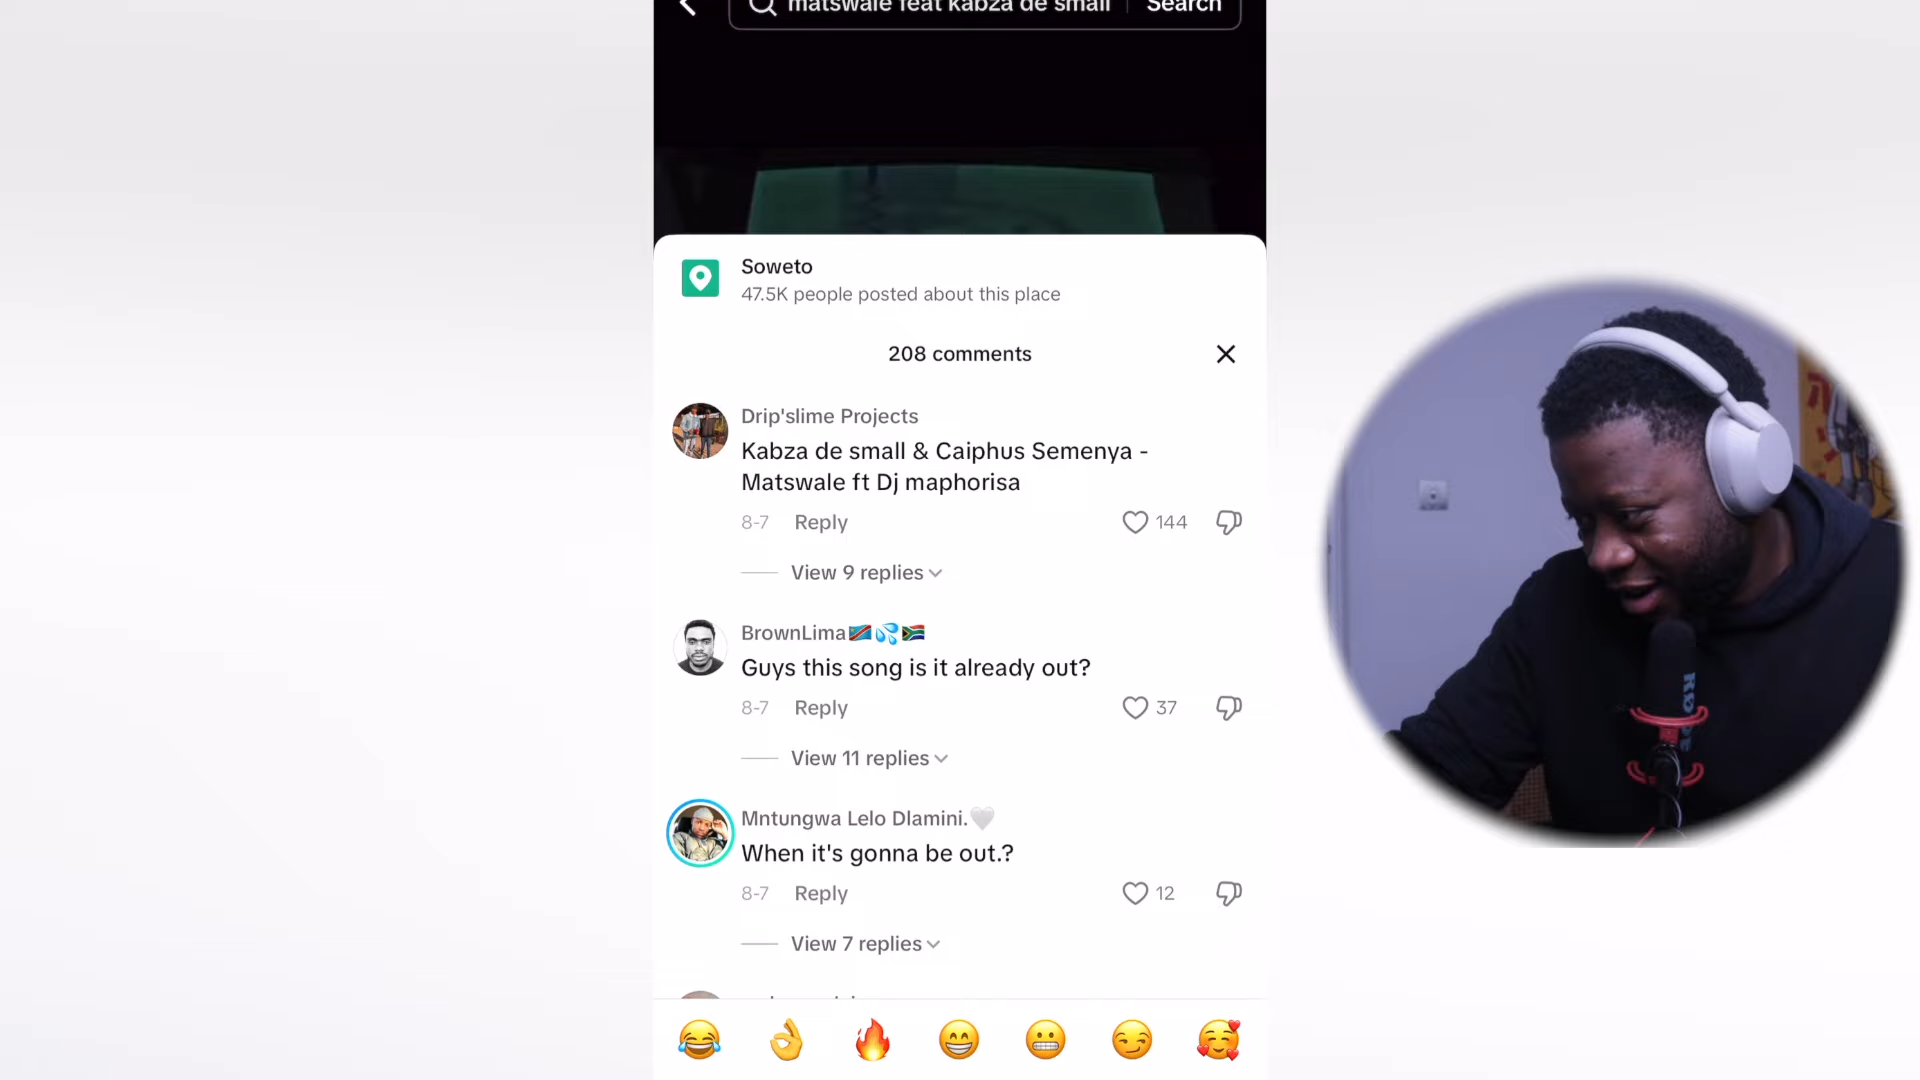 matswale feat kabza de small Search
Soweto
47.5K people posted about this place
208 comments
Drip'slime Projects
Kabza de small & Caiphus Semenya -
Matswale ft Dj maphorisa
8-7 Reply 144
View 9 replies
BrownLima🇨🇩💦🇿🇦
Guys this song is it already out?
8-7 Reply 37
View 11 replies
Mntungwa Lelo Dlamini.🤍
When it's gonna be out.?
8-7 Reply 12
View 7 replies
RØDE